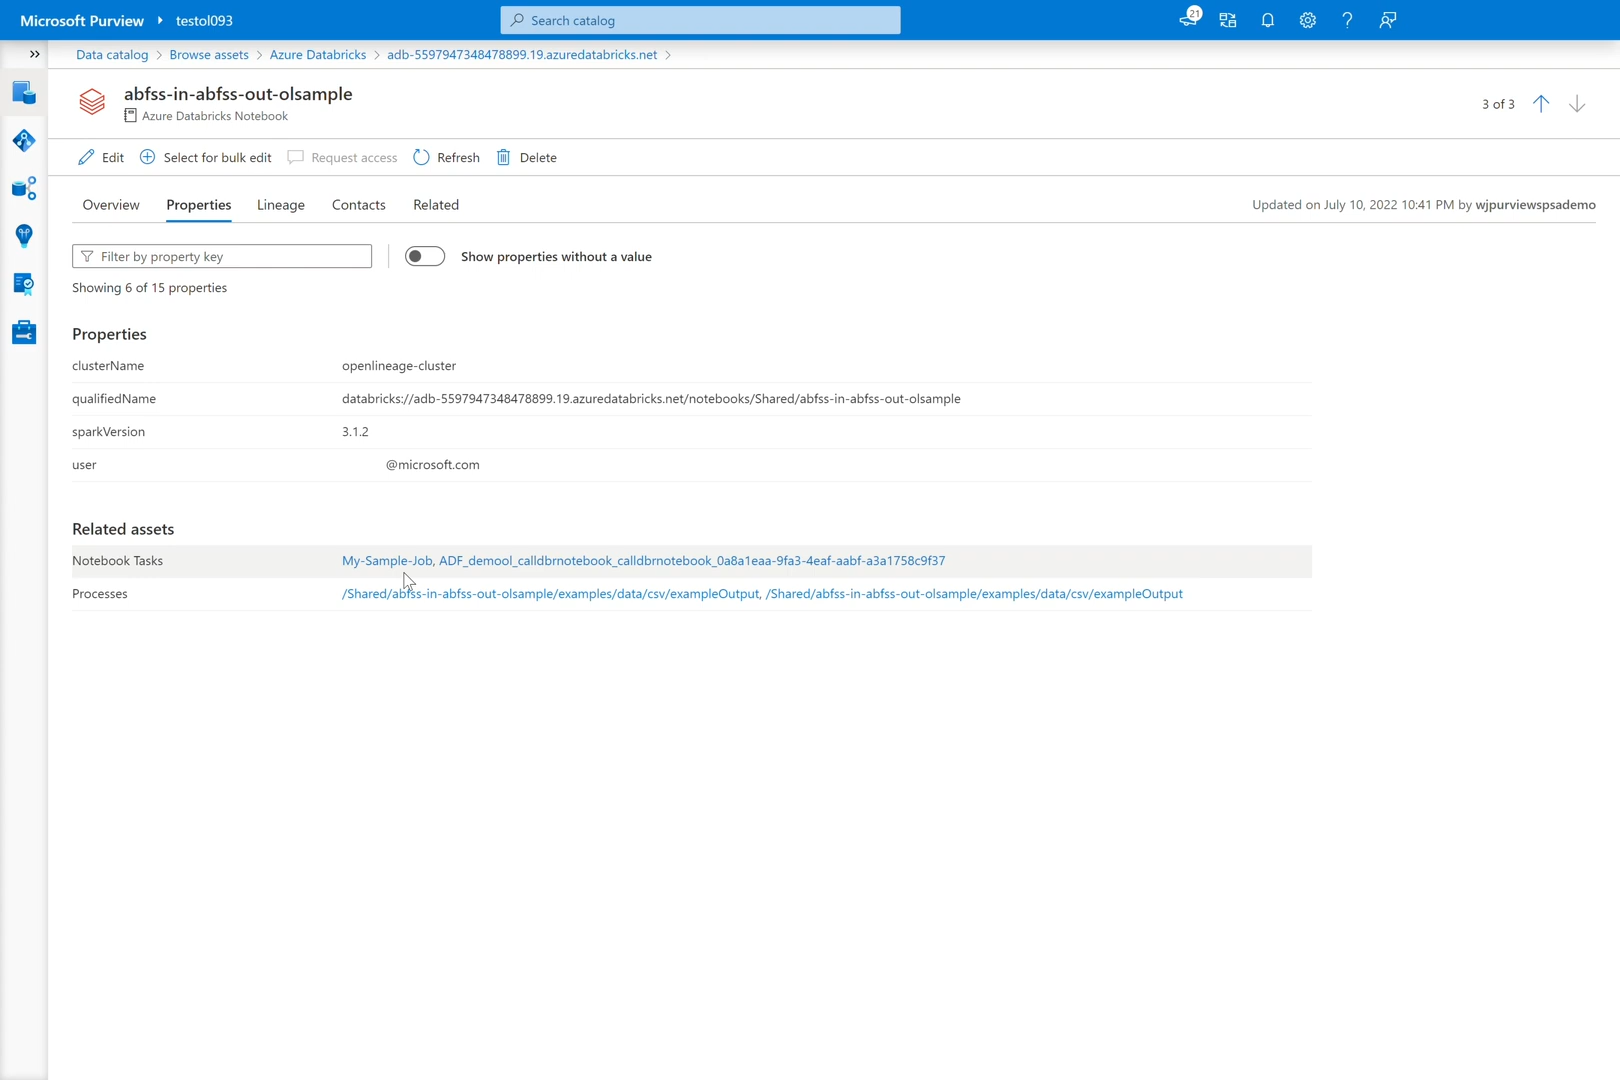 Microsoft Purview
testol093
Search catalog
21
Data catalog > Browse assets > Azure Databricks > adb-5597947348478899.19.azuredatabricks.net >
abfss-in-abfss-out-olsample
Azure Databricks Notebook
3 of 3
Edit
Select for bulk edit
Request access
Refresh
Delete
Overview
Properties
Lineage
Contacts
Related
Updated on July 10, 2022 10:41 PM by wjpurviewspsademo
Filter by property key
Show properties without a value
Showing 6 of 15 properties
Properties
clusterName openlineage-cluster
qualifiedName databricks://adb-5597947348478899.19.azuredatabricks.net/notebooks/Shared/abfss-in-abfss-out-olsample
sparkVersion 3.1.2
user @microsoft.com
Related assets
Notebook Tasks My-Sample-Job, ADF_demool_calldbrnotebook_calldbrnotebook_0a8a1eaa-9fa3-4eaf-aabf-a3a1758c9f37
Processes /Shared/abfss-in-abfss-out-olsample/examples/data/csv/exampleOutput, /Shared/abfss-in-abfss-out-olsample/examples/data/csv/exampleOutput